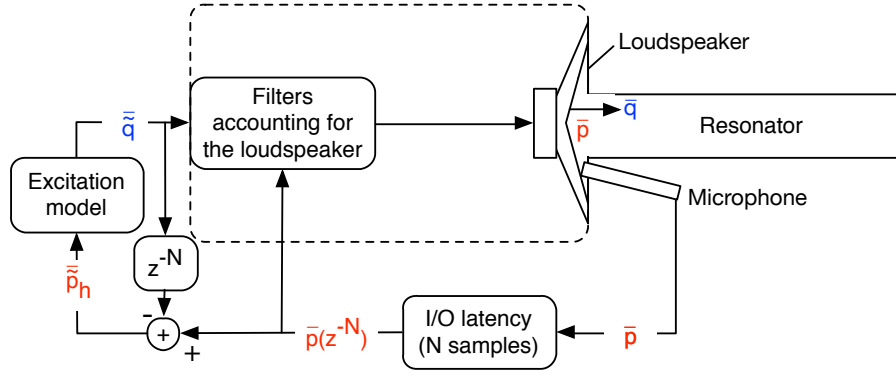 Loudspeaker
Filters
accounting for
the loudspeaker
q̄
p̄
Resonator
q̿̃
Excitation
model
Microphone
z⁻ᴺ
p̿̃ₕ
-
+
+
p̄(z⁻ᴺ)
I/O latency
(N samples)
p̄